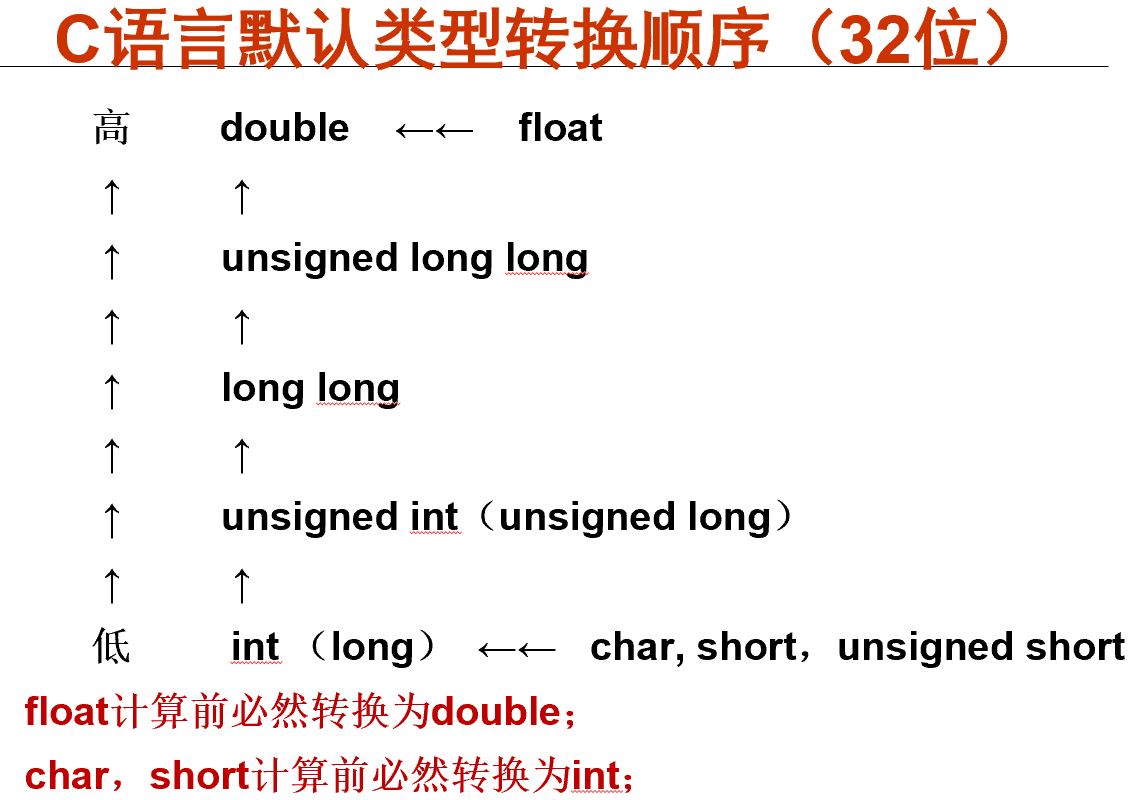 C语言默认类型转换顺序（32位）
高 double ←← float
↑ ↑
↑ unsigned long long
↑ ↑
↑ long long
↑ ↑
↑ unsigned int（unsigned long）
↑ ↑
低 int （long） ←← char, short，unsigned short
float计算前必然转换为double；
char，short计算前必然转换为int；